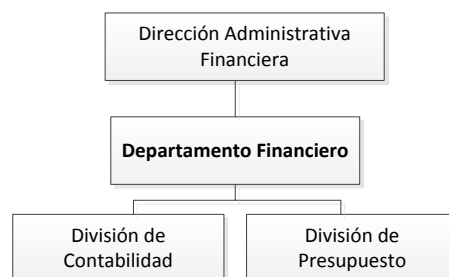 Dirección Administrativa
Financiera
Departamento Financiero
División de
Contabilidad
División de
Presupuesto